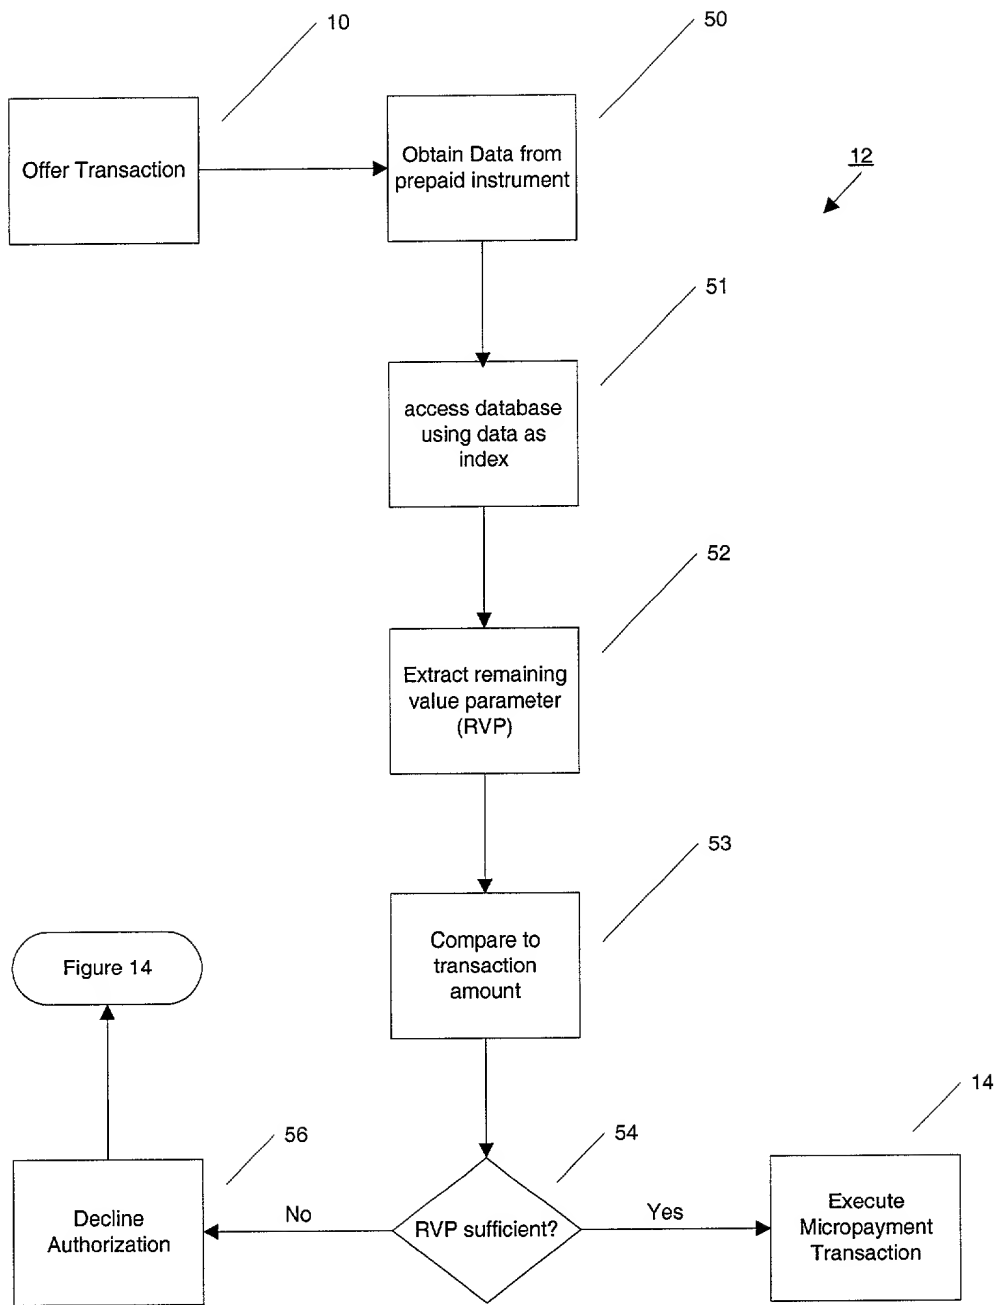 10
50
Offer Transaction
Obtain Data from
prepaid instrument
12
51
access database
using data as
index
52
Extract remaining
value parameter
(RVP)
53
Compare to
transaction
amount
Figure 14
14
56
54
Decline
Authorization
No
RVP sufficient?
Yes
Execute
Micropayment
Transaction